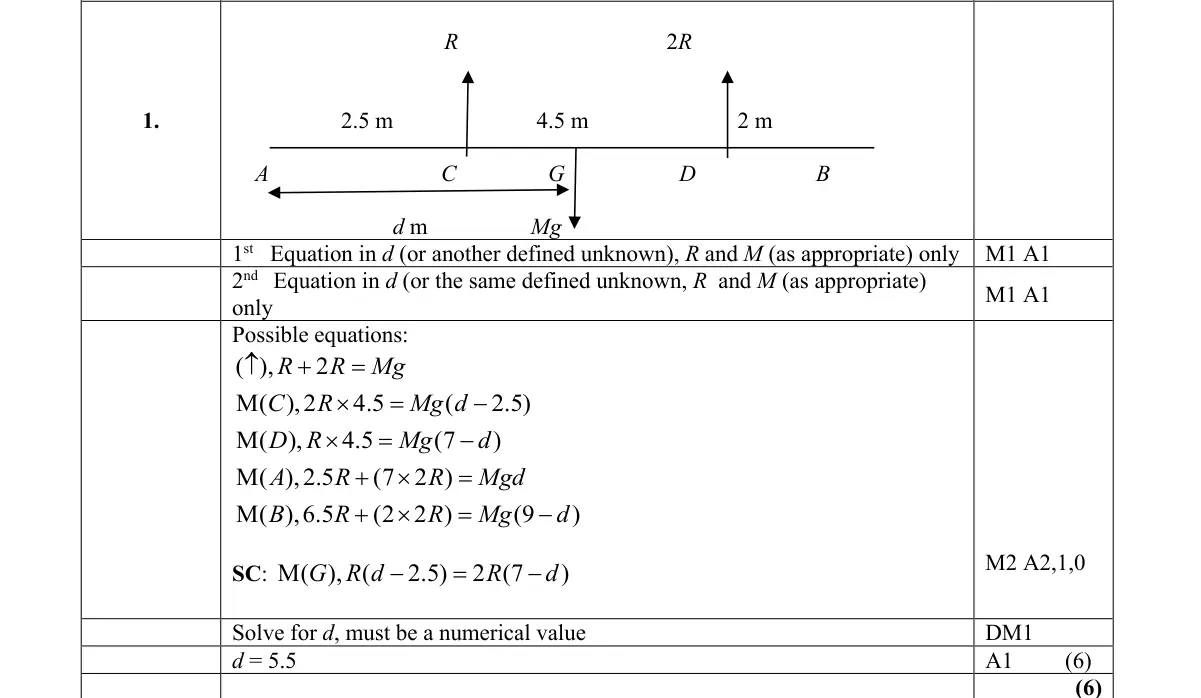 R 2R
1. 2.5 m 4.5 m 2 m
A C G D B
d m Mg
1st Equation in d (or another defined unknown), R and M (as appropriate) only M1 A1
2nd Equation in d (or the same defined unknown, R and M (as appropriate)
only M1 A1
Possible equations:
(↑), R + 2R = Mg
M(C), 2R × 4.5 = Mg(d − 2.5)
M(D), R × 4.5 = Mg(7 − d)
M(A), 2.5R + (7 × 2R) = Mgd
M(B), 6.5R + (2 × 2R) = Mg(9 − d)
SC: M(G), R(d − 2.5) = 2R(7 − d) M2 A2,1,0
Solve for d, must be a numerical value DM1
d = 5.5 A1 (6)
(6)